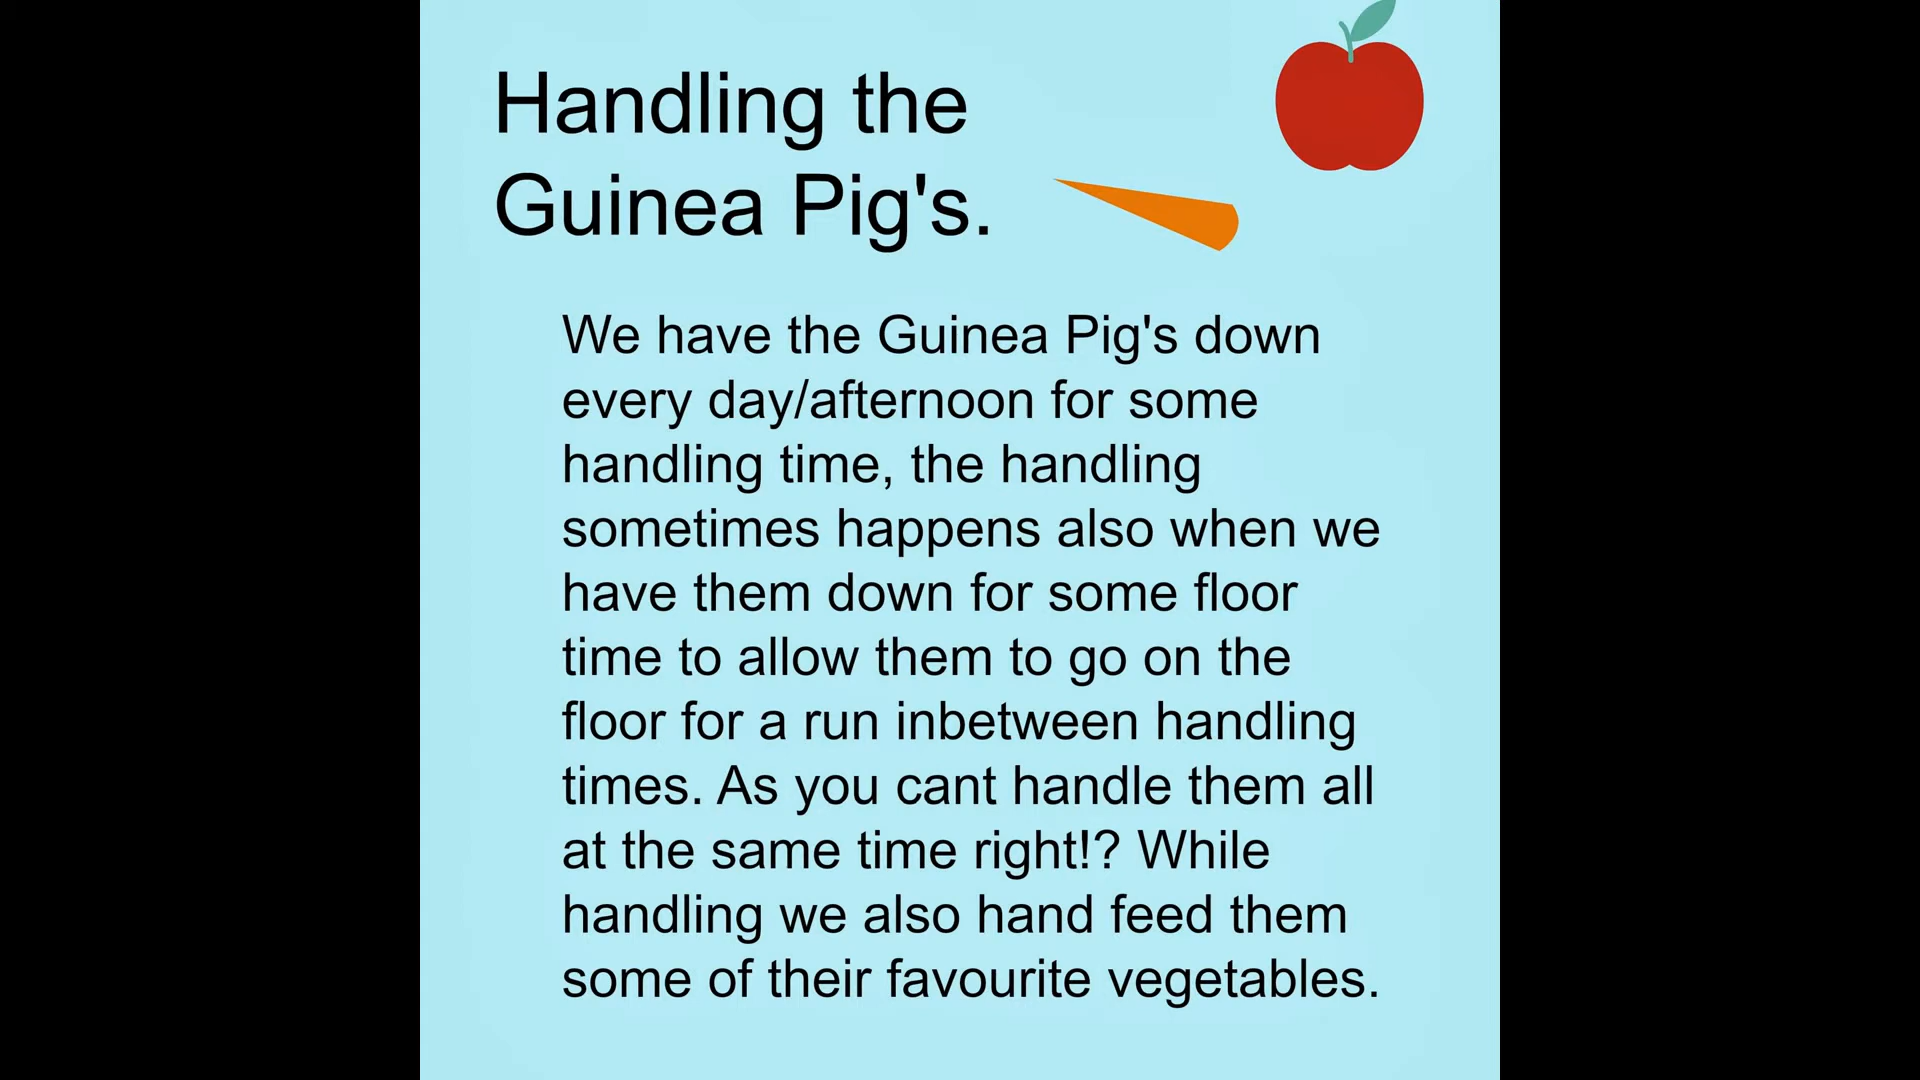 Handling the
Guinea Pig's.
We have the Guinea Pig's down
every day/afternoon for some
handling time, the handling
sometimes happens also when we
have them down for some floor
time to allow them to go on the
floor for a run inbetween handling
times. As you cant handle them all
at the same time right!? While
handling we also hand feed them
some of their favourite vegetables.